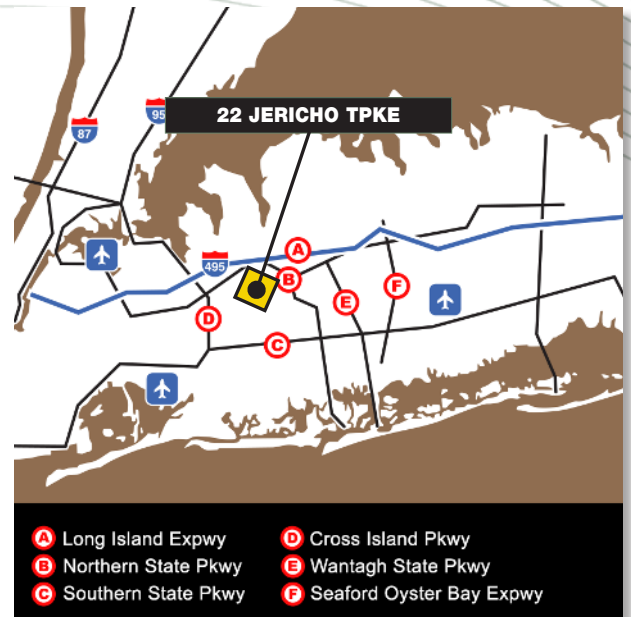 95
22 JERICHO TPKE
87
A
495
B
F
E
D
C
A Long Island Expwy
B Northern State Pkwy
C Southern State Pkwy
D Cross Island Pkwy
E Wantagh State Pkwy
F Seaford Oyster Bay Expwy